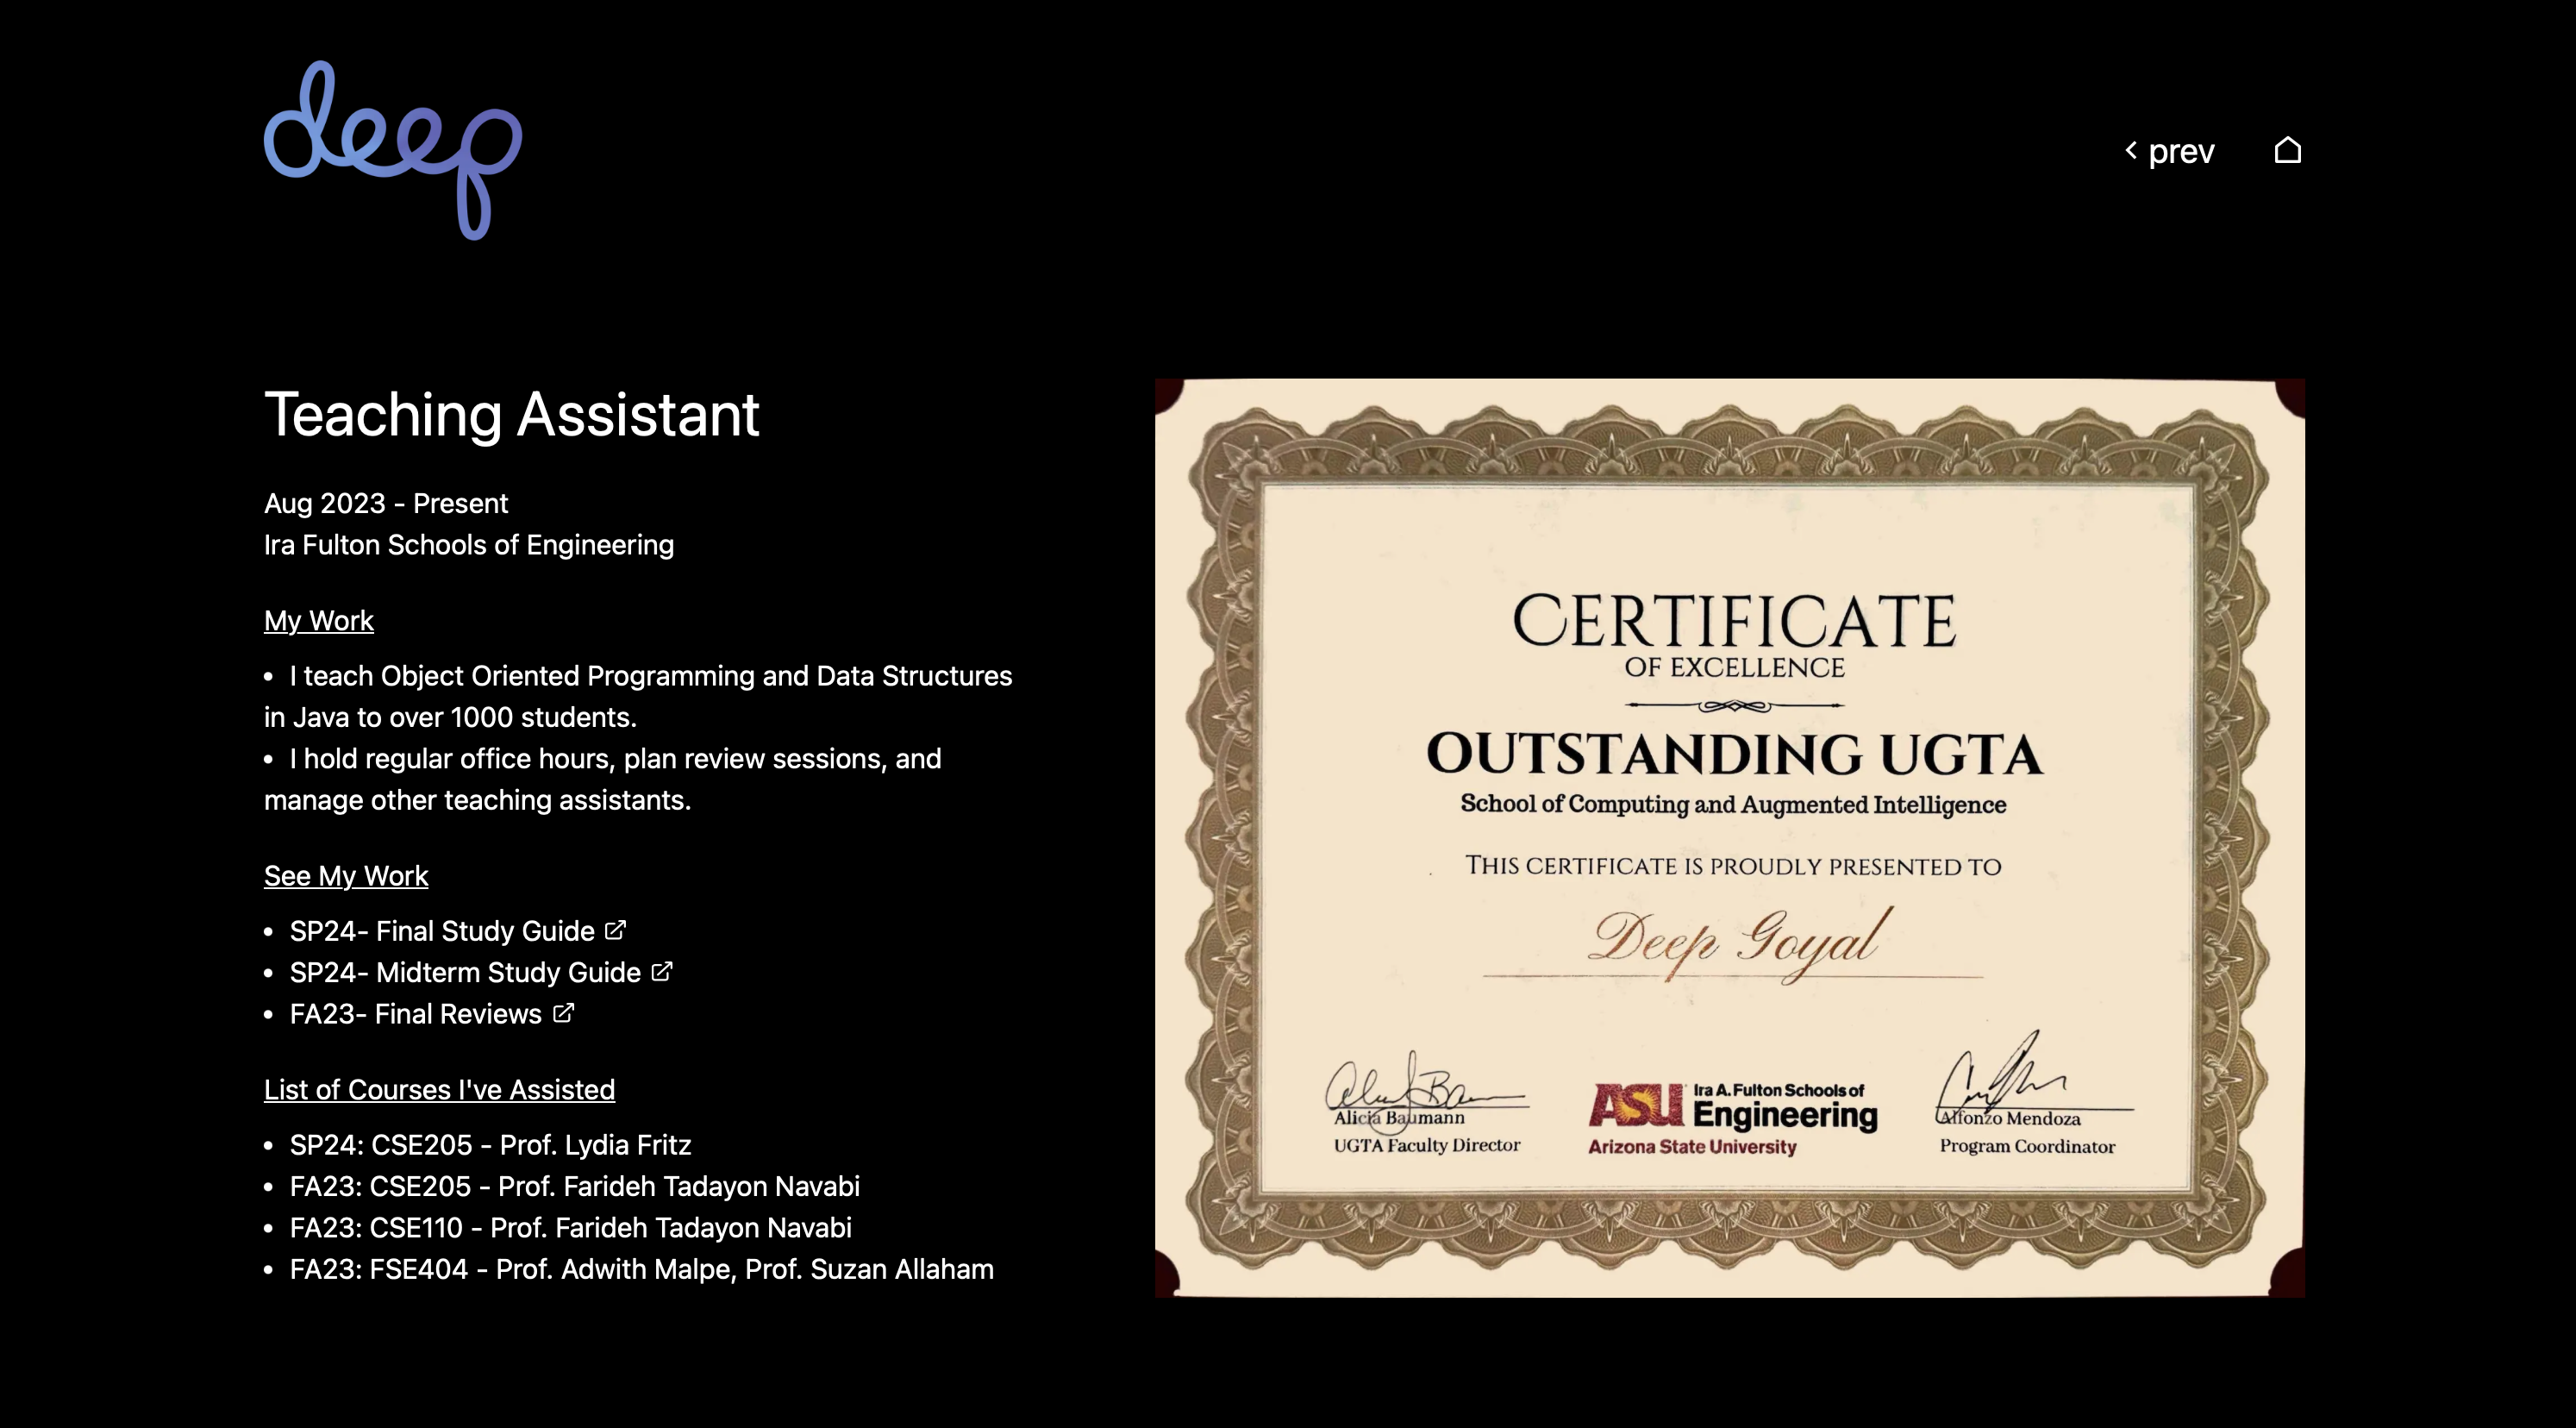 deep
prev
Teaching Assistant
Aug 2023 - Present
Ira Fulton Schools of Engineering
My Work
• I teach Object Oriented Programming and Data Structures
in Java to over 1000 students.
• I hold regular office hours, plan review sessions, and
manage other teaching assistants.
See My Work
• SP24- Final Study Guide
• SP24- Midterm Study Guide
• FA23- Final Reviews
List of Courses I've Assisted
• SP24: CSE205 - Prof. Lydia Fritz
• FA23: CSE205 - Prof. Farideh Tadayon Navabi
• FA23: CSE110 - Prof. Farideh Tadayon Navabi
• FA23: FSE404 - Prof. Adwith Malpe, Prof. Suzan Allaham
CERTIFICATE
OF EXCELLENCE
OUTSTANDING UGTA
School of Computing and Augmented Intelligence
THIS CERTIFICATE IS PROUDLY PRESENTED TO
Deep Goyal
Alicia Baumann
UGTA Faculty Director
ASU Ira A. Fulton Schools of
Engineering
Arizona State University
Alfonzo Mendoza
Program Coordinator